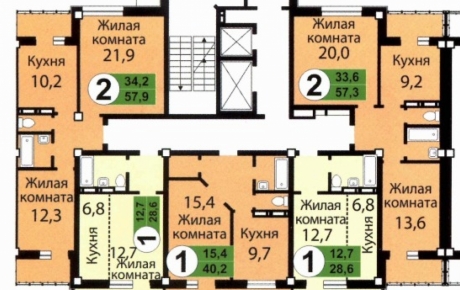 Жилая
комната
21,9
Кухня
10,2
2
34,2
57,9
Жилая
комната
20,0
Кухня
9,2
2
33,6
57,3
Жилая
комната
12,3
6,8
Кухня
12,7
Жилая
комната
1
12,7
28,6
15,4
Жилая
комната
1
15,4
40,2
Кухня
9,7
Жилая
комната
12,7
6,8
Кухня
1
12,7
28,6
Жилая
комната
13,6